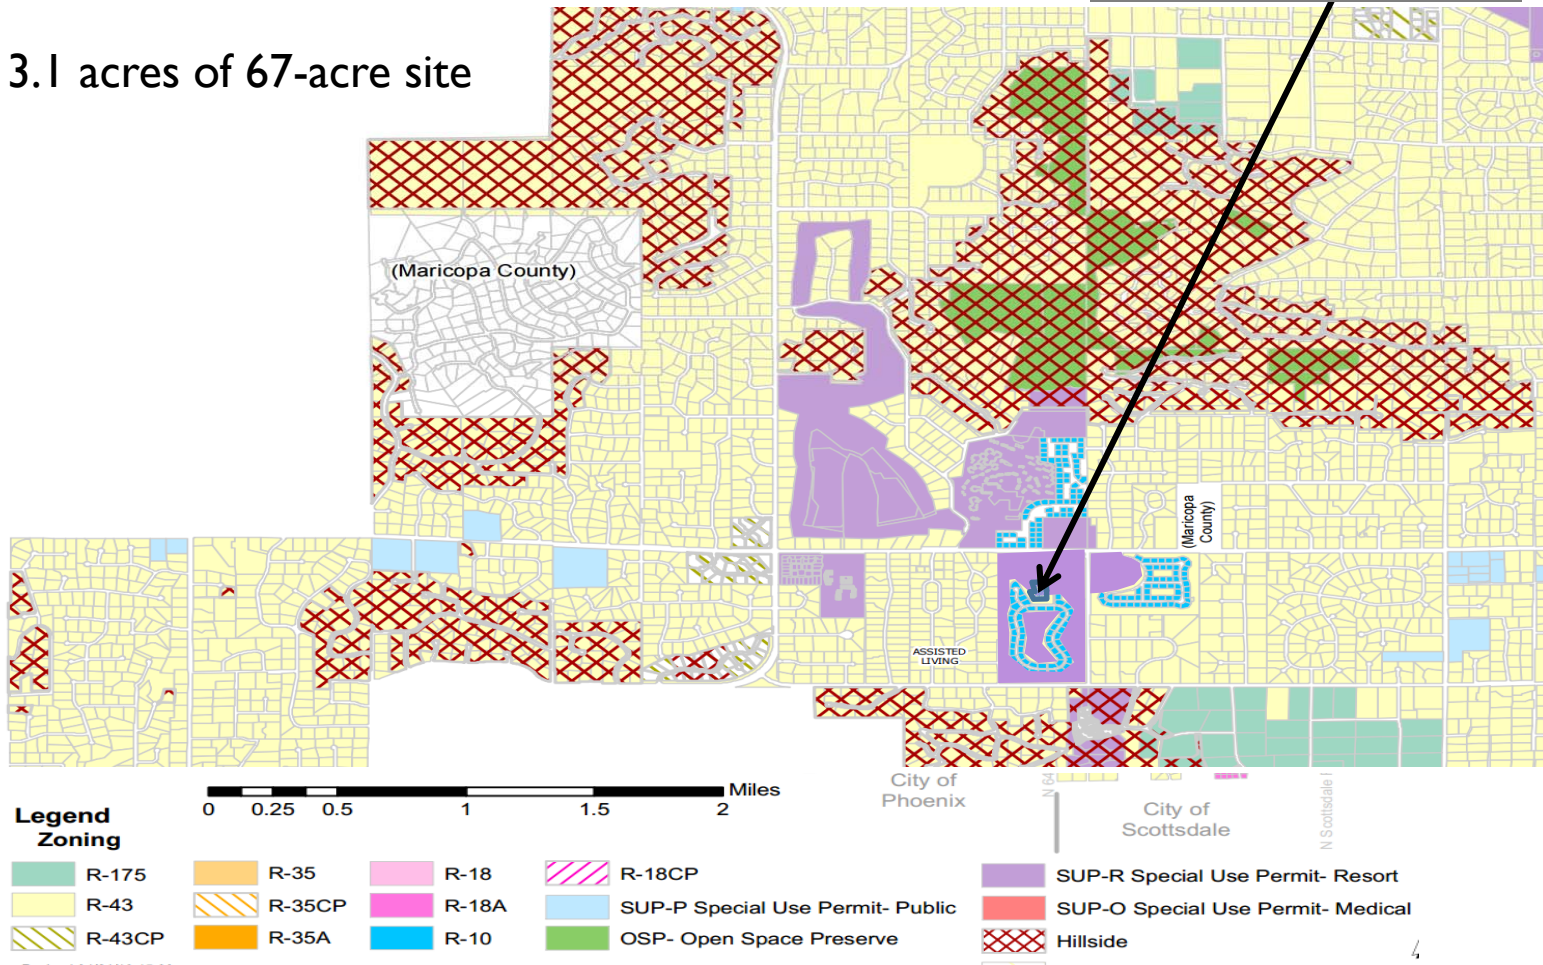 3.1 acres of 67-acre site
(Maricopa County)
(Maricopa
County)
ASSISTED
LIVING
City of
Phoenix
N 64
City of
Scottsdale
N Scottsdale
Miles
0 0.25 0.5 1 1.5 2
Legend
Zoning
R-175
R-43
R-43CP
R-35
R-35CP
R-35A
R-18
R-18A
R-10
R-18CP
SUP-P Special Use Permit- Public
OSP- Open Space Preserve
SUP-R Special Use Permit- Resort
SUP-O Special Use Permit- Medical
Hillside